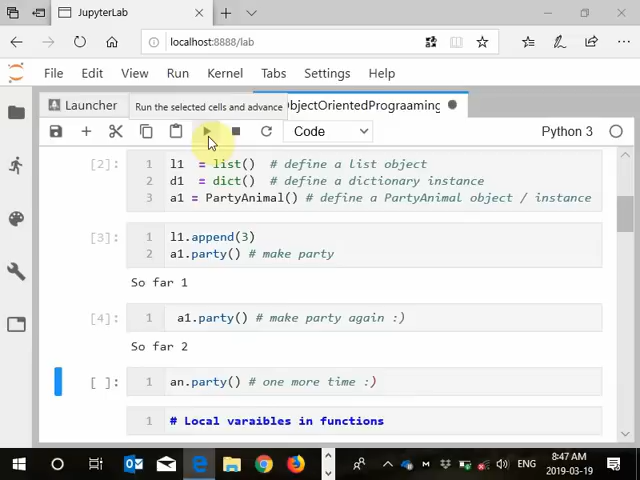 JupyterLab
localhost:8888/lab
File Edit View Run Kernel Tabs Settings Help
Launcher
Run the selected cells and advance
ObjectOrientedPrograaming
Code
Python 3
[2]:
1 l1 = list() # define a list object
2 d1 = dict() # define a dictionary instance
3 a1 = PartyAnimal() # define a PartyAnimal object / instance
[3]:
1 l1.append(3)
2 a1.party() # make party
So far 1
[4]:
1 a1.party() # make party again :)
So far 2
[ ]:
1 an.party() # one more time :)
1 # Local varaibles in functions
ENG
8:47 AM
2019-03-19